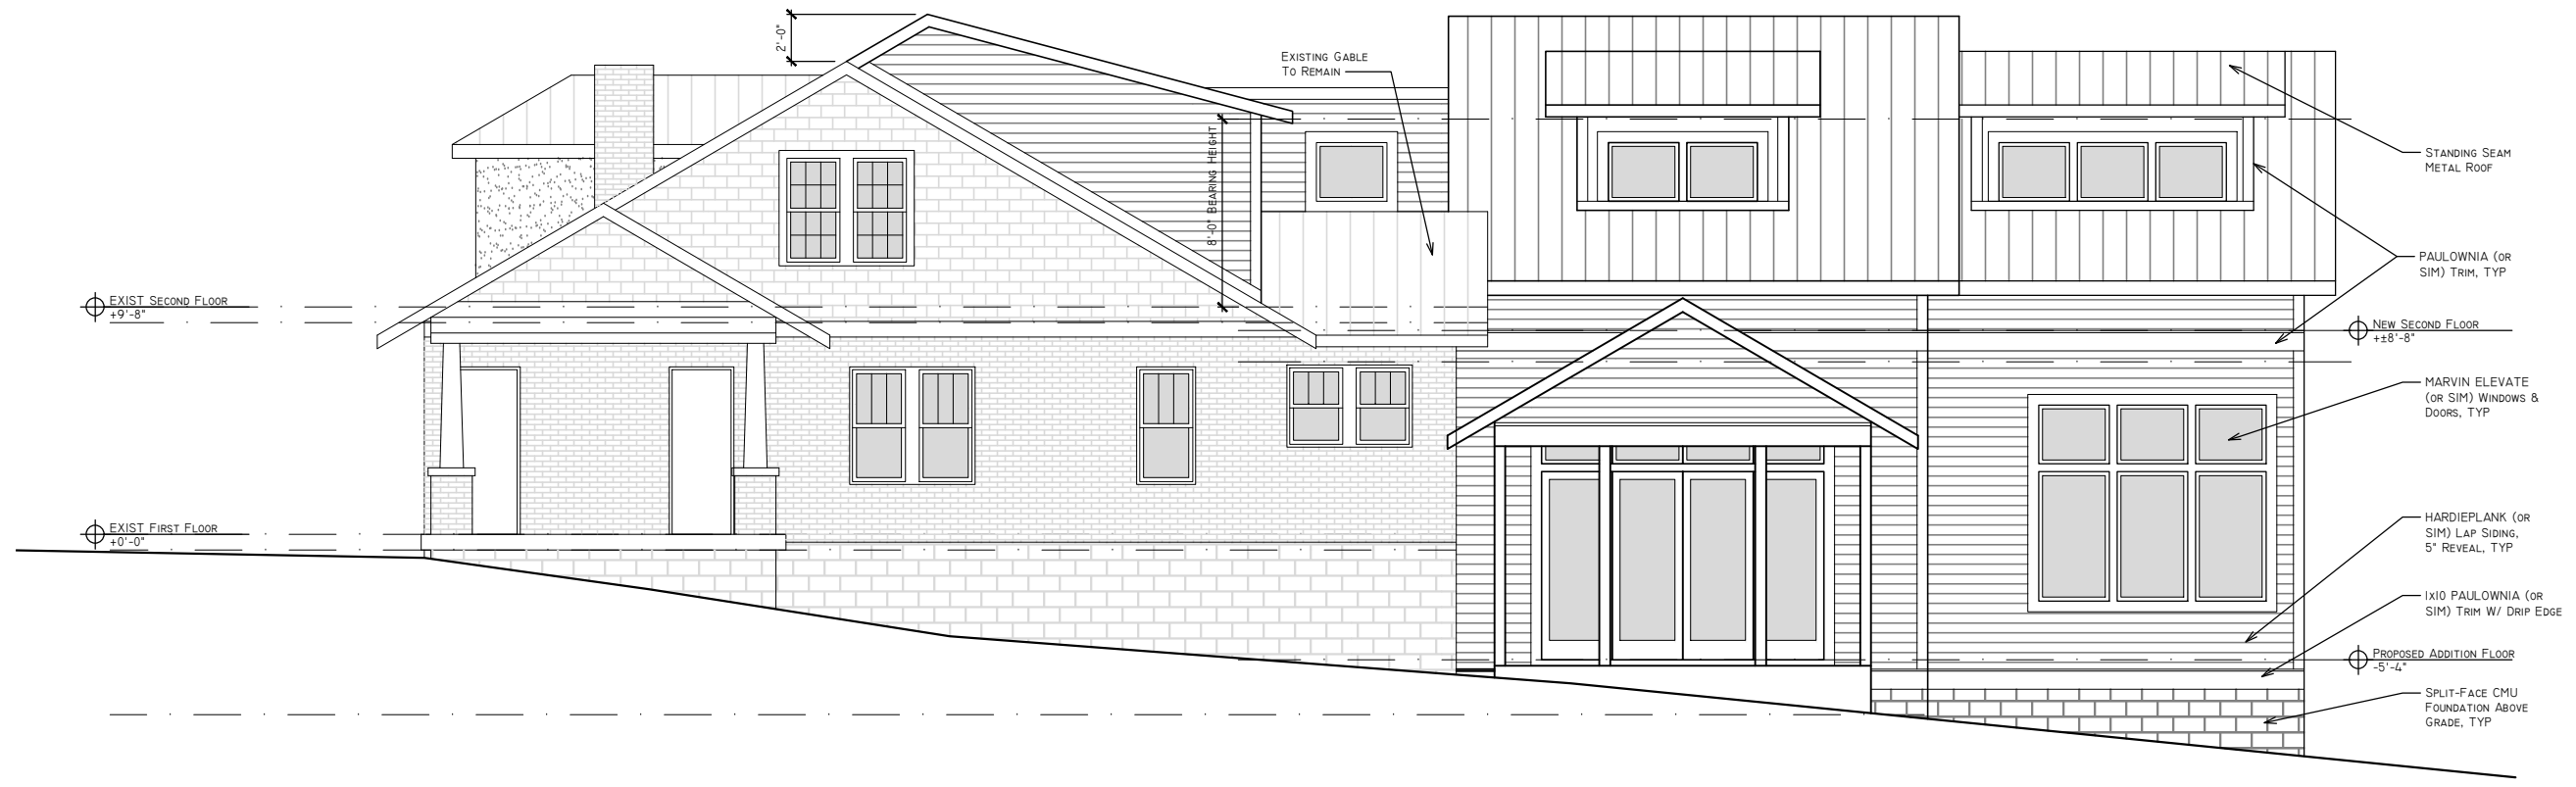 2'-0"
Existing Gable
To Remain
8'-0" Bearing Height
Standing Seam
Metal Roof
PAULOWNIA (or
SIM) Trim, TYP
EXIST Second Floor
+9'-8"
New Second Floor
+±8'-8"
MARVIN ELEVATE
(or SIM) Windows &
Doors, TYP
EXIST First Floor
+0'-0"
HARDIEPLANK (or
SIM) Lap Siding,
5" Reveal, TYP
1x10 PAULOWNIA (or
SIM) Trim W/ Drip Edge
Proposed Addition Floor
-5'-4"
Split-Face CMU
Foundation Above
Grade, TYP